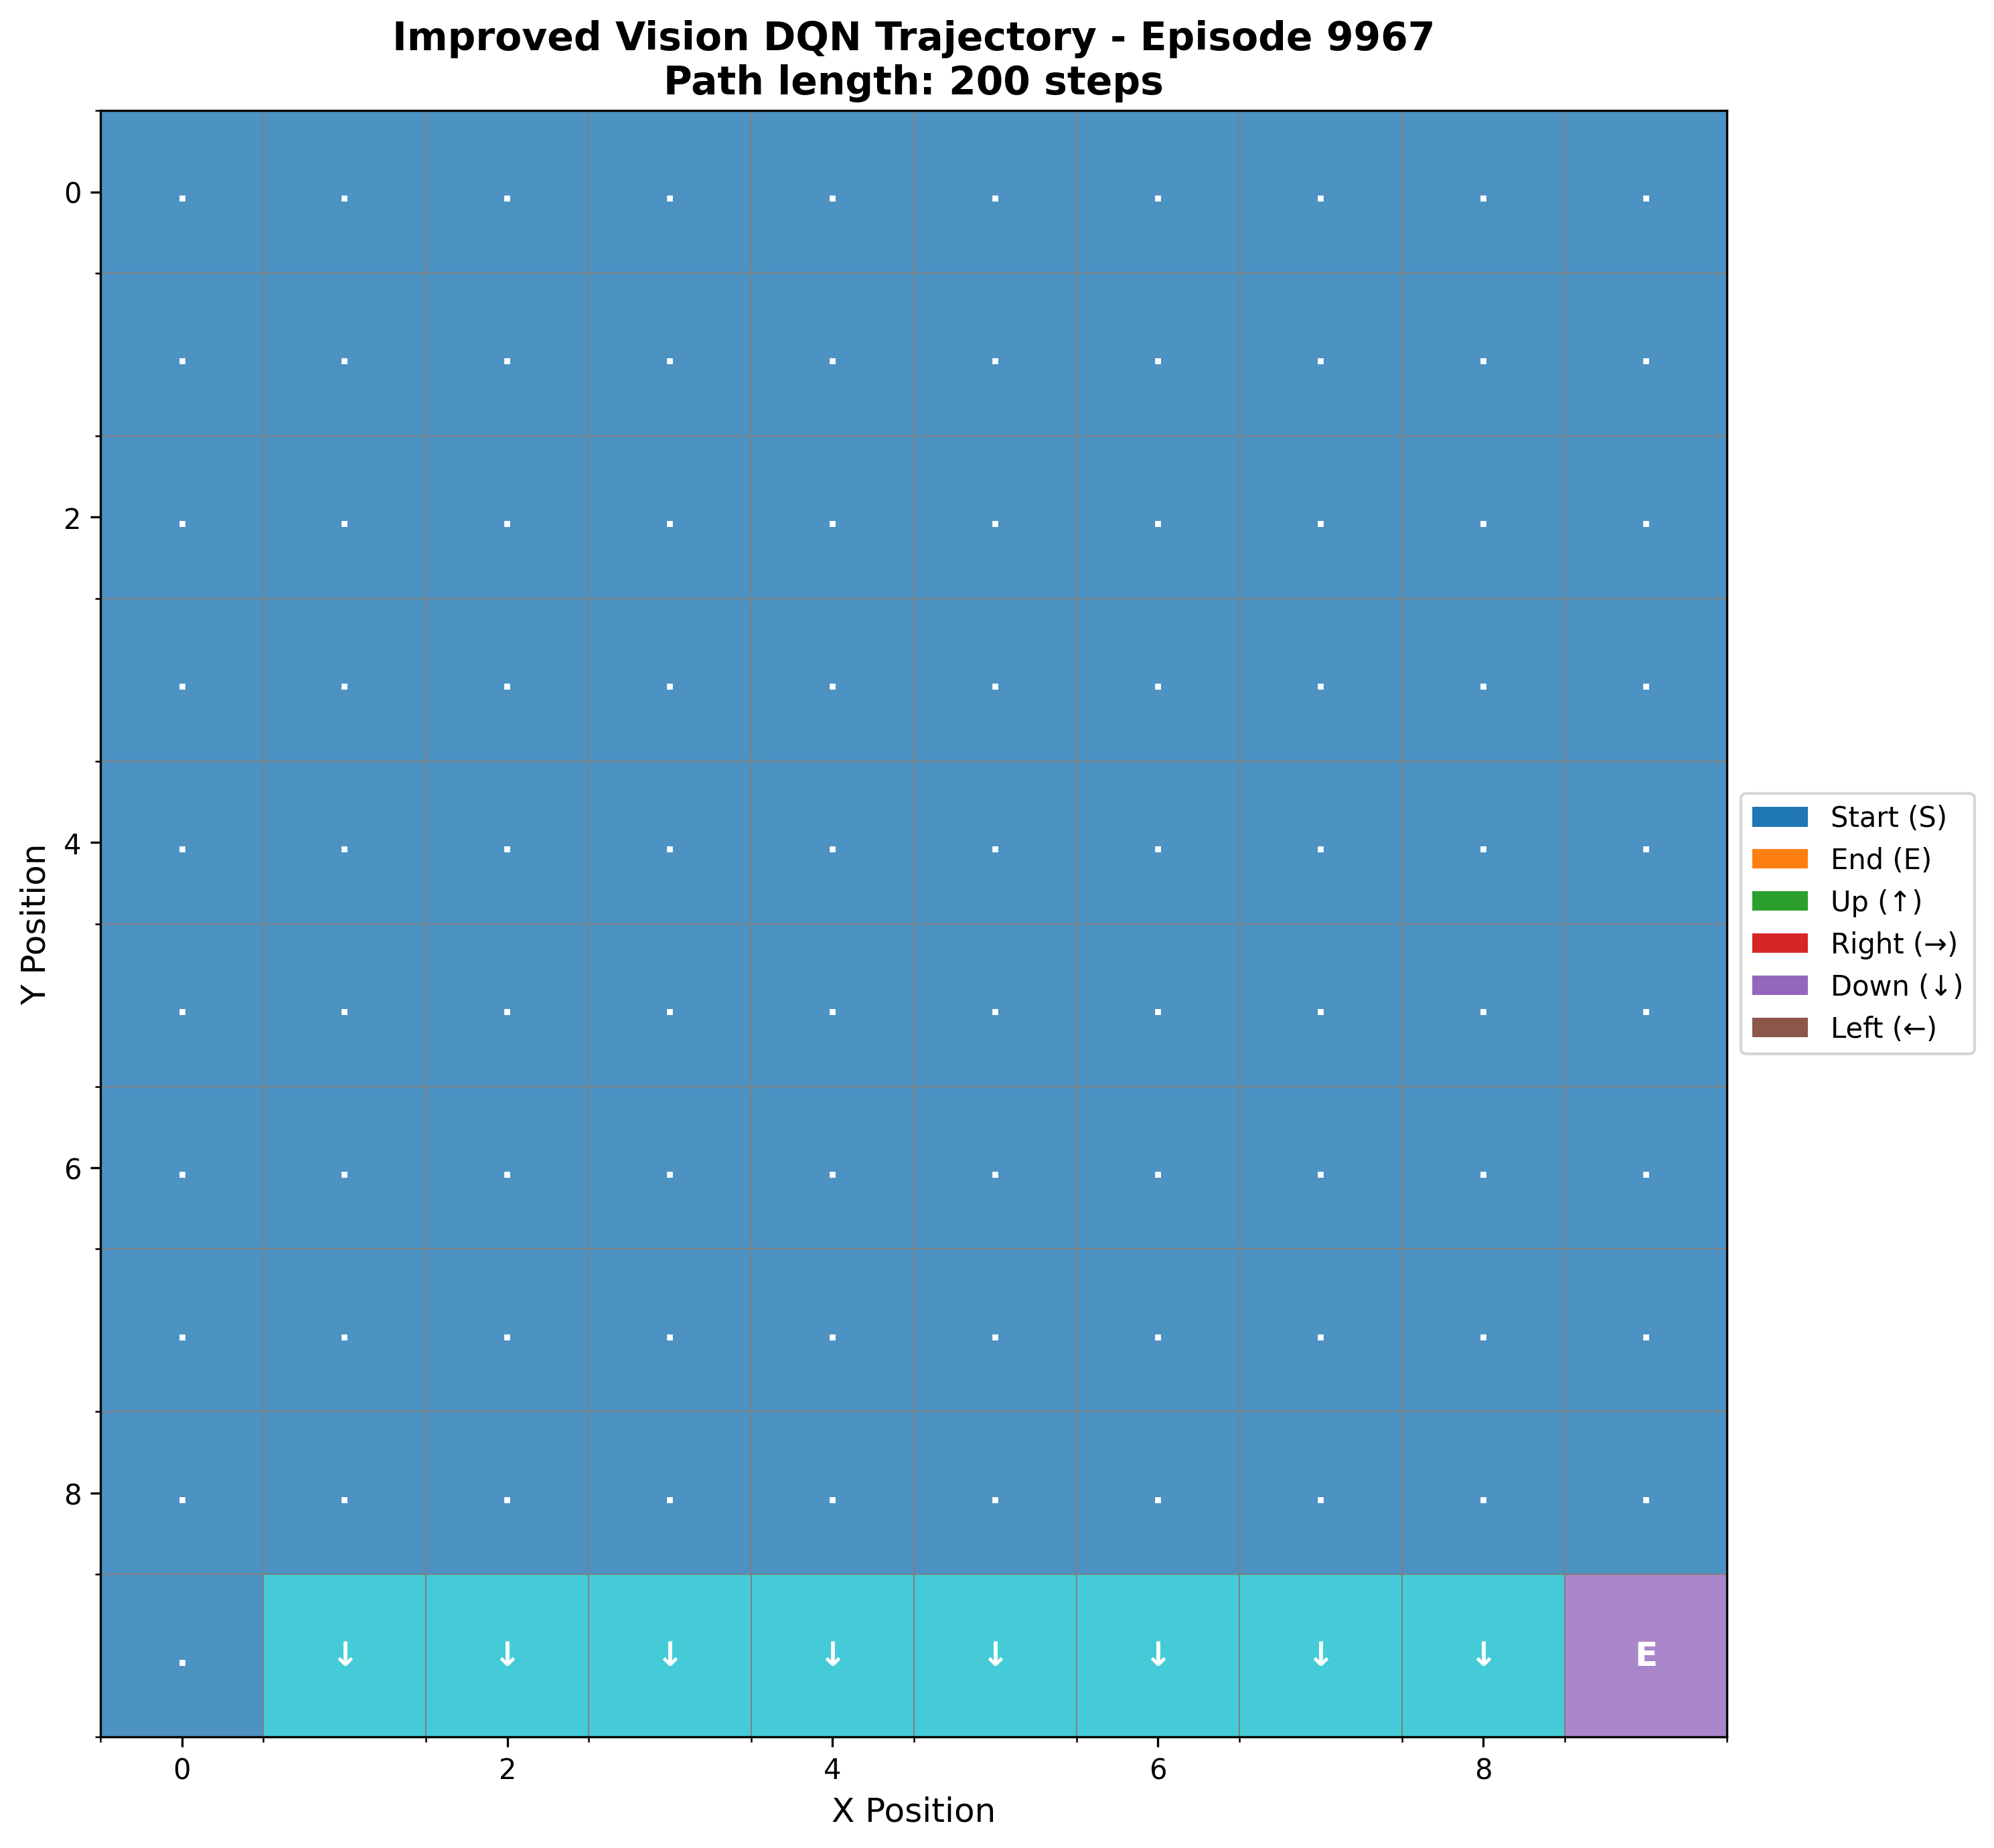 Improved Vision DQN Trajectory - Episode 9967
Path length: 200 steps
0 . . . . . . . . . .
. . . . . . . . . .
2 . . . . . . . . . .
. . . . . . . . . .
4 . . . . . . . . . .
. . . . . . . . . .
6 . . . . . . . . . .
. . . . . . . . . .
8 . . . . . . . . . .
. ↓ ↓ ↓ ↓ ↓ ↓ ↓ ↓ E
0 2 4 6 8
X Position
Y Position
Start (S)
End (E)
Up (↑)
Right (→)
Down (↓)
Left (←)